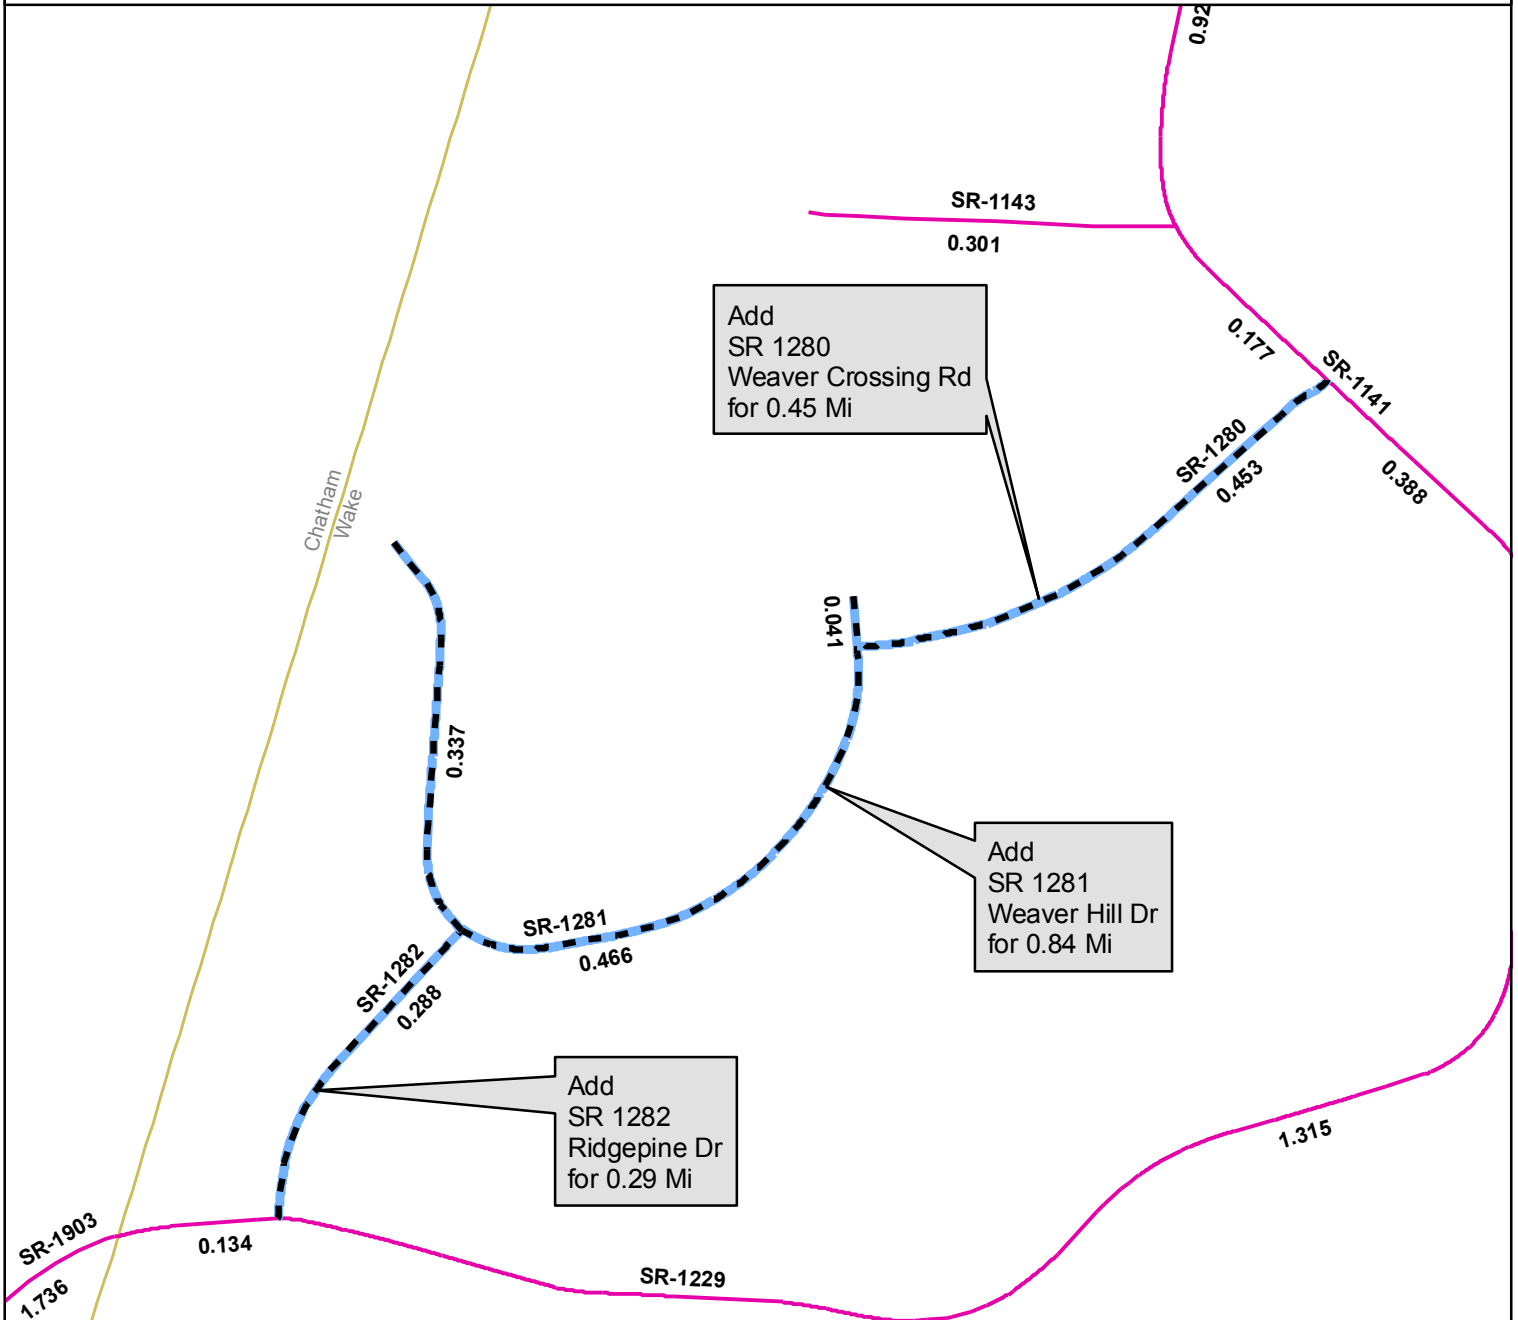 0.92
SR-1143
0.301
Add
SR 1280
Weaver Crossing Rd
for 0.45 Mi
0.177
SR-1141
0.388
SR-1280
0.453
Chatham
Wake
0.041
0.337
Add
SR 1281
Weaver Hill Dr
for 0.84 Mi
SR-1281
0.466
SR-1282
0.288
Add
SR 1282
Ridgepine Dr
for 0.29 Mi
1.315
SR-1903
1.736
0.134
SR-1229